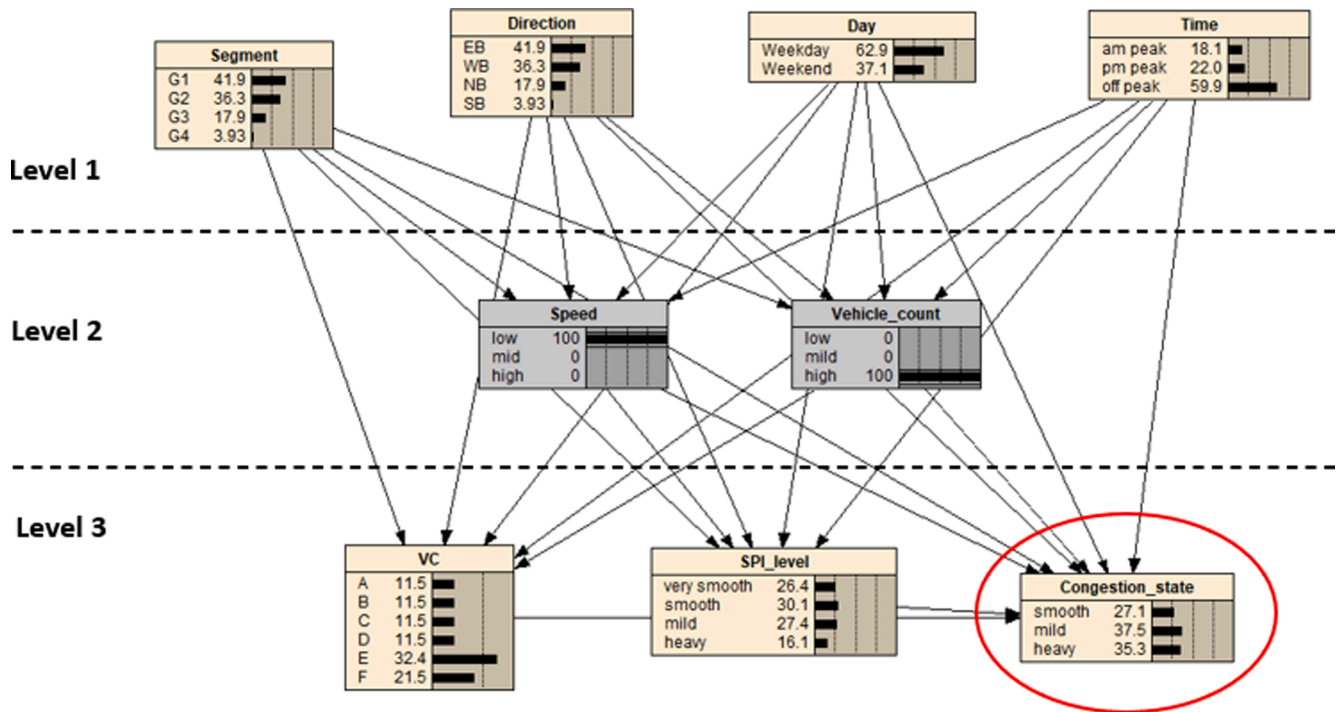 Segment
G1 41.9
G2 36.3
G3 17.9
G4 3.93
Direction
EB 41.9
WB 36.3
NB 17.9
SB 3.93
Day
Weekday 62.9
Weekend 37.1
Time
am peak 18.1
pm peak 22.0
off peak 59.9
Level 1
Level 2
Speed
low 100
mid 0
high 0
Vehicle_count
low 0
mild 0
high 100
Level 3
VC
A 11.5
B 11.5
C 11.5
D 11.5
E 32.4
F 21.5
SPI_level
very smooth 26.4
smooth 30.1
mild 27.4
heavy 16.1
Congestion_state
smooth 27.1
mild 37.5
heavy 35.3